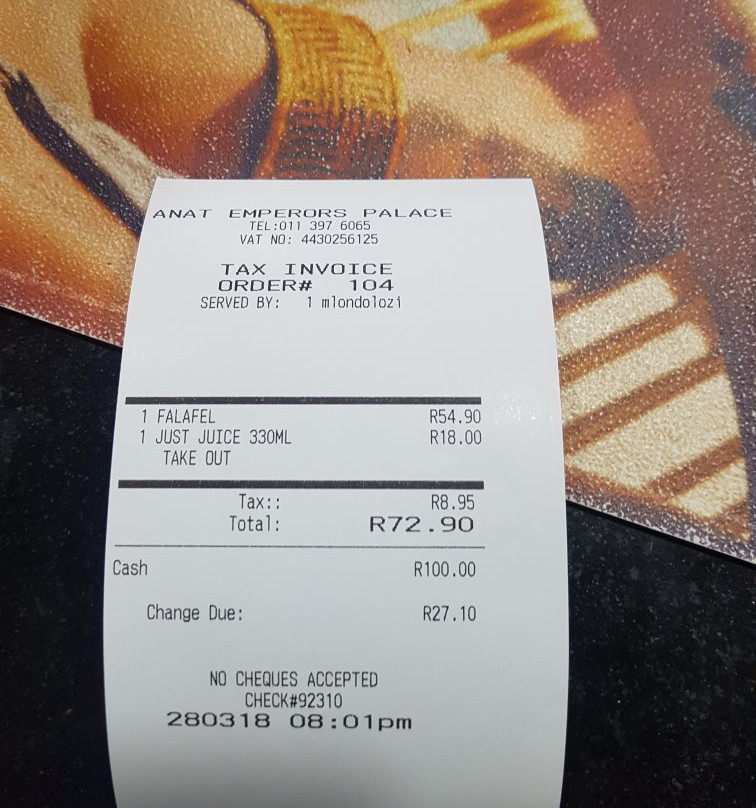 ANAT EMPERORS PALACE
TEL:011 397 6065
VAT NO: 4430256125
TAX INVOICE
ORDER# 104
SERVED BY: 1 mlondolozi
1 FALAFEL R54.90
1 JUST JUICE 330ML R18.00
TAKE OUT
Tax:: R8.95
Total: R72.90
Cash R100.00
Change Due: R27.10
NO CHEQUES ACCEPTED
CHECK#92310
280318 08:01pm